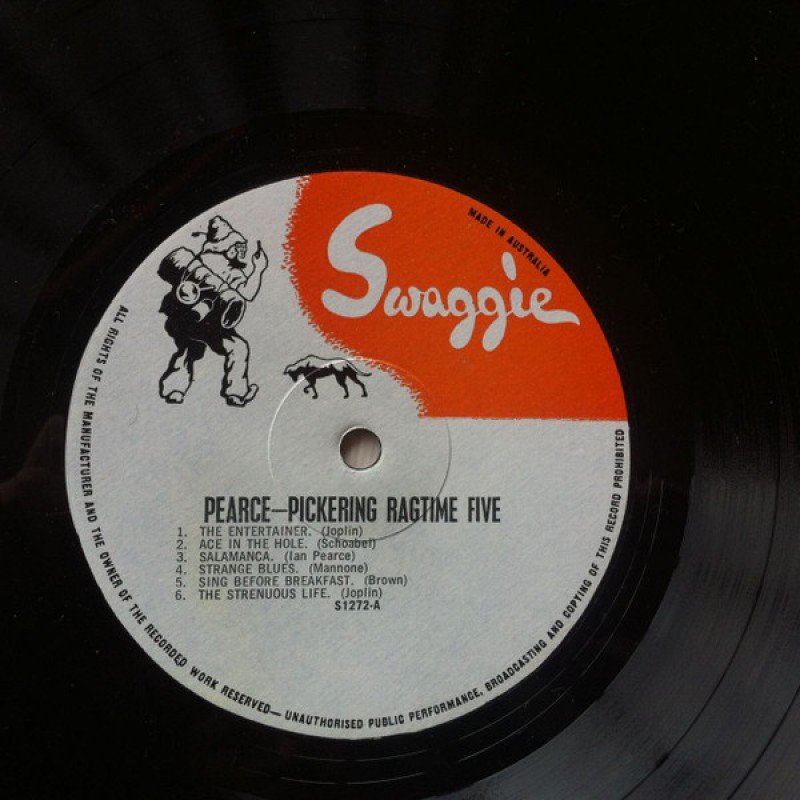 Swaggie
MADE IN AUSTRALIA
PEARCE—PICKERING RAGTIME FIVE
1. THE ENTERTAINER. (Joplin)
2. ACE IN THE HOLE. (Schoabel)
3. SALAMANCA. (Ian Pearce)
4. STRANGE BLUES. (Mannone)
5. SING BEFORE BREAKFAST. (Brown)
6. THE STRENUOUS LIFE. (Joplin)
S1272-A
ALL RIGHTS OF THE MANUFACTURER AND THE OWNER OF THE RECORDED WORK RESERVED— UNAUTHORISED PUBLIC PERFORMANCE, BROADCASTING AND COPYING OF THIS RECORD PROHIBITED